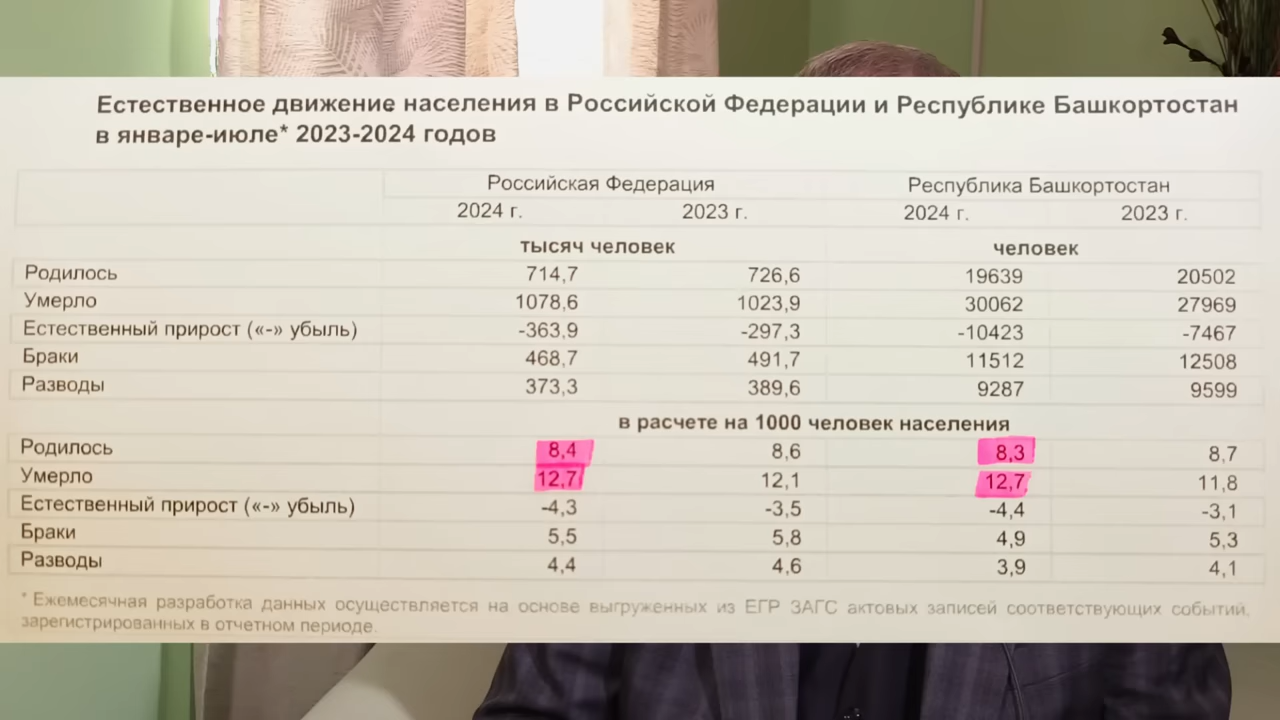 Естественное движение населения в Российской Федерации и Республике Башкортостан
в январе-июле* 2023-2024 годов
Российская Федерация Республика Башкортостан
2024 г. 2023 г. 2024 г. 2023 г.
тысяч человек человек
Родилось 714,7 726,6 19639 20502
Умерло 1078,6 1023,9 30062 27969
Естественный прирост («-» убыль) -363,9 -297,3 -10423 -7467
Браки 468,7 491,7 11512 12508
Разводы 373,3 389,6 9287 9599
в расчете на 1000 человек населения
Родилось 8,4 8,6 8,3 8,7
Умерло 12,7 12,1 12,7 11,8
Естественный прирост («-» убыль) -4,3 -3,5 -4,4 -3,1
Браки 5,5 5,8 4,9 5,3
Разводы 4,4 4,6 3,9 4,1
* Ежемесячная разработка данных осуществляется на основе выгруженных из ЕГР ЗАГС актовых записей соответствующих событий,
зарегистрированных в отчетном периоде.